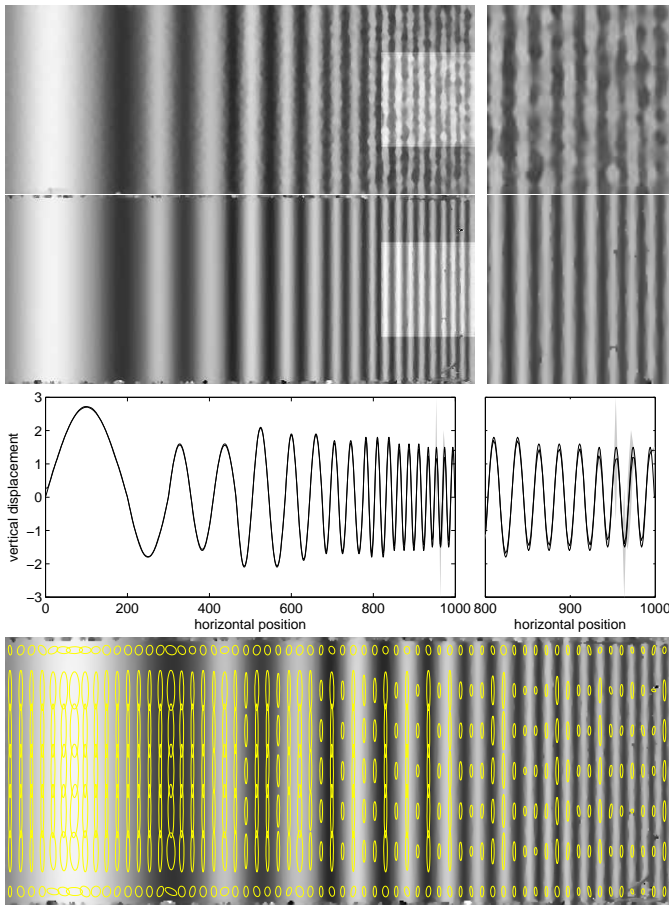 3
2
1
0
−1
−2
−3
vertical displacement
0 200 400 600 800 1000
horizontal position
800 900 1000
horizontal position